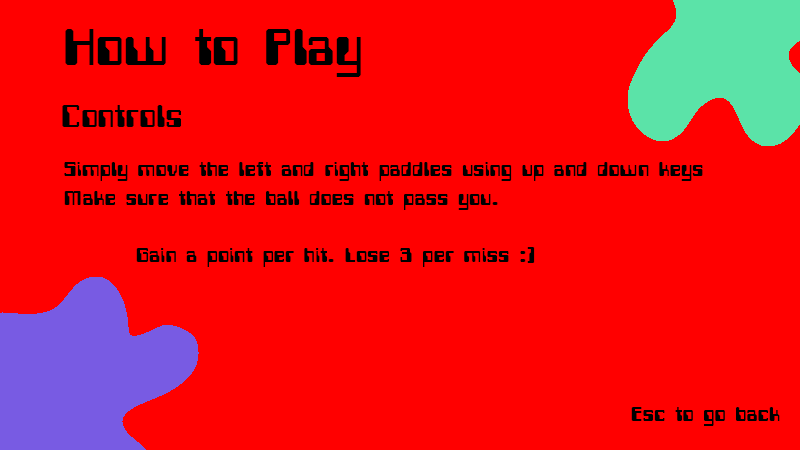 How to Play
Controls
Simply move the left and right paddles using up and down keys
Make sure that the ball does not pass you.
Gain a point per hit. Lose 3 per miss :)
Esc to go back